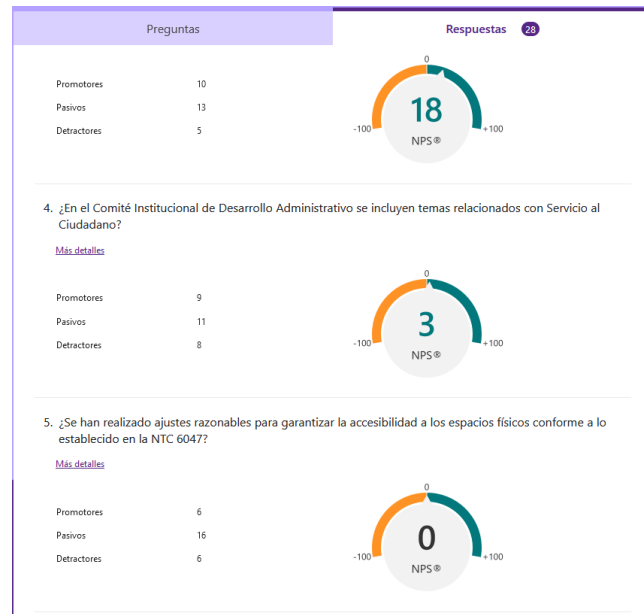 Preguntas
Respuestas 28
Promotores 10
Pasivos 13
Detractores 5
0
-100
+100
18
NPS®
4. ¿En el Comité Institucional de Desarrollo Administrativo se incluyen temas relacionados con Servicio al
Ciudadano?
Más detalles
Promotores 9
Pasivos 11
Detractores 8
0
-100
+100
3
NPS®
5. ¿Se han realizado ajustes razonables para garantizar la accesibilidad a los espacios físicos conforme a lo
establecido en la NTC 6047?
Más detalles
Promotores 6
Pasivos 16
Detractores 6
0
-100
+100
0
NPS®